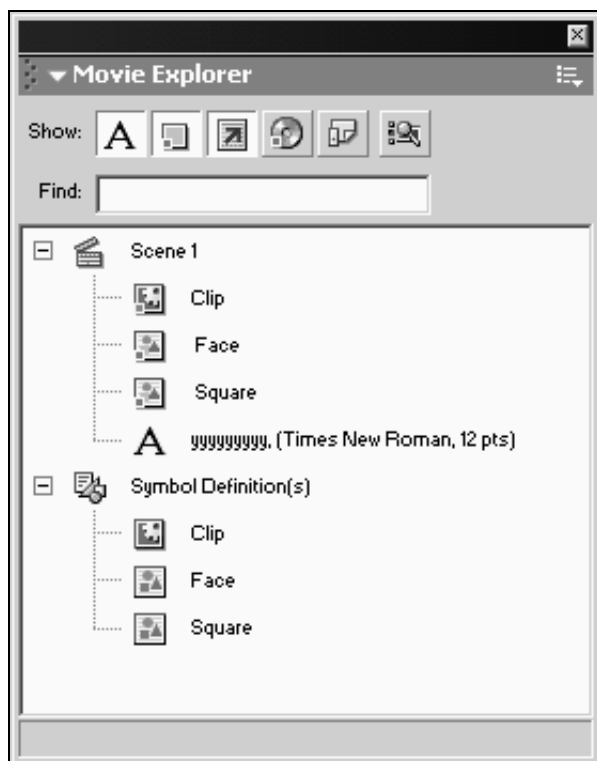 Movie Explorer
Show: A
Find:
Scene 1
Clip
Face
Square
A yyyyyyyyy, (Times New Roman, 12 pts)
Symbol Definition(s)
Clip
Face
Square